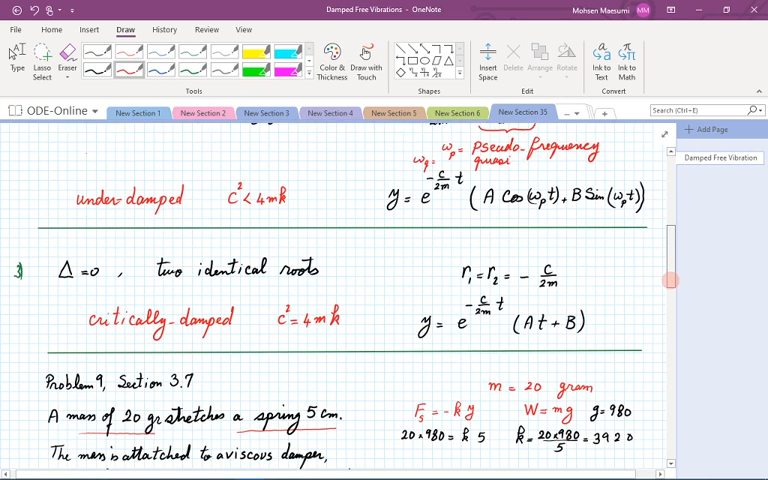 Damped Free Vibrations - OneNote
Mohsen Maesumi MM
File Home Insert Draw History Review View
Type Lasso Select Eraser Color & Thickness Draw with Touch Insert Space Delete Arrange Rotate Ink to Text Ink to Math
Tools Shapes Edit Convert
ODE-Online New Section 1 New Section 2 New Section 3 New Section 4 New Section 5 New Section 6 New Section 35 Search (Ctrl+E)
Add Page
Damped Free Vibration
ωp = pseudo-frequency
ωq = quasi
under-damped c² < 4mk
y = e^(-c/2m t) (A Cos(ωpt) + B Sin(ωpt))
3) Δ=0, two identical roots r₁=r₂= - c/2m
critically-damped c²=4mk y = e^(-c/2m t) (At + B)
Problem 9, Section 3.7
m = 20 gram
A mass of 20 gr stretches a spring 5 cm.
Fs = -ky W = mg g=980
20×980 = k 5 k = 20×980/5 = 3920
The mass is attatched to a viscous damper,